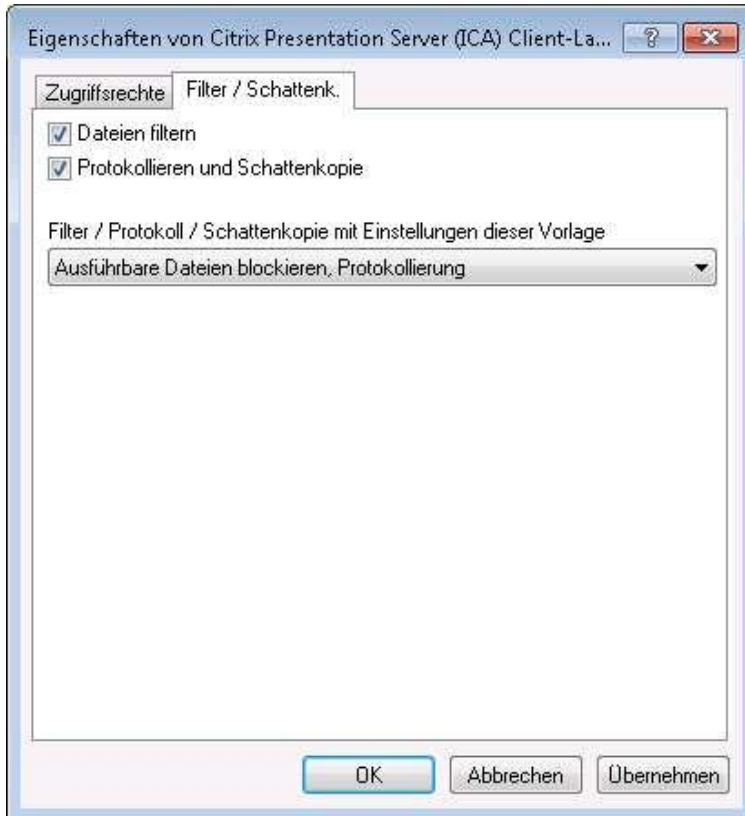 Eigenschaften von Citrix Presentation Server (ICA) Client-La...
Zugriffsrechte
Filter / Schattenk.
Dateien filtern
Protokollieren und Schattenkopie
Filter / Protokoll / Schattenkopie mit Einstellungen dieser Vorlage
Ausführbare Dateien blockieren, Protokollierung
OK
Abbrechen
Übernehmen